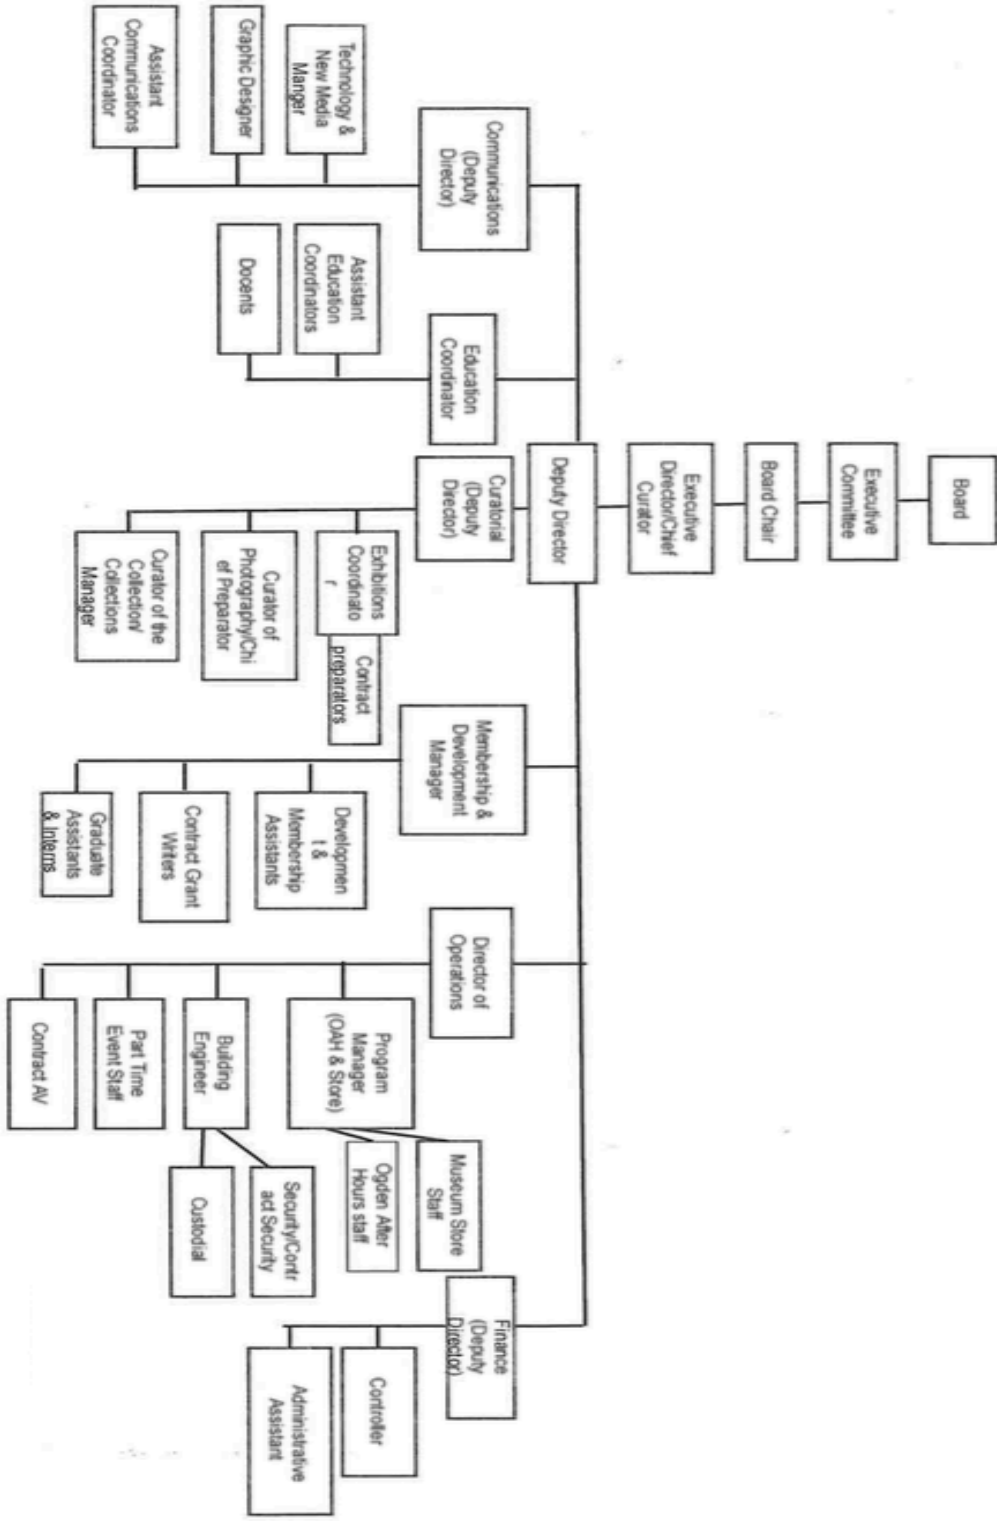 Board
Executive
Committee
Board Chair
Executive
Director/Chief
Curator
Deputy Director
Communications
(Deputy
Director)
Technology &
New Media
Manger
Graphic Designer
Assistant
Communications
Coordinator
Education
Coordinator
Assistant
Education
Coordinators
Docents
Curatorial
(Deputy
Director)
Exhibitions
Coordinato
r
Contract
preparators
Curator of
Photography/Chi
ef Preparator
Curator of the
Collection/
Collections
Manager
Membership &
Development
Manager
Developmen
t &
Membership
Assistants
Contract Grant
Writers
Graduate
Assistants
& Interns
Director of
Operations
Program
Manager
(OAH & Store)
Museum Store
Staff
Ogden After
Hours staff
Building
Engineer
Security/Contr
act Security
Custodial
Part Time
Event Staff
Contract AV
Finance
(Deputy
Director)
Controller
Administrative
Assistant